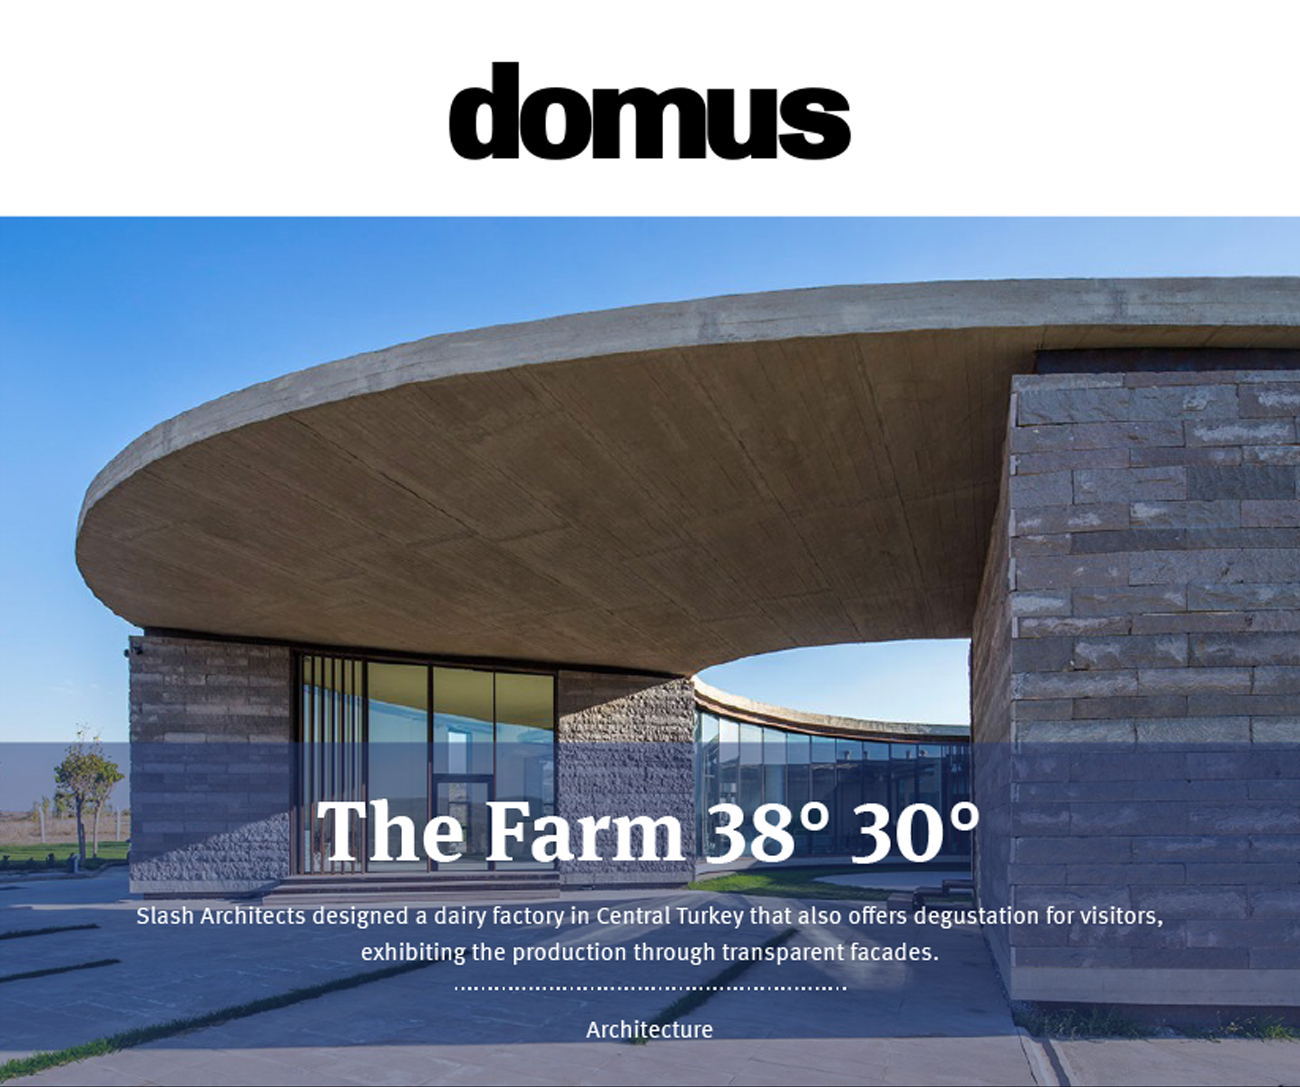 domus
The Farm 38° 30°
Slash Architects designed a dairy factory in Central Turkey that also offers degustation for visitors,
exhibiting the production through transparent facades.
Architecture